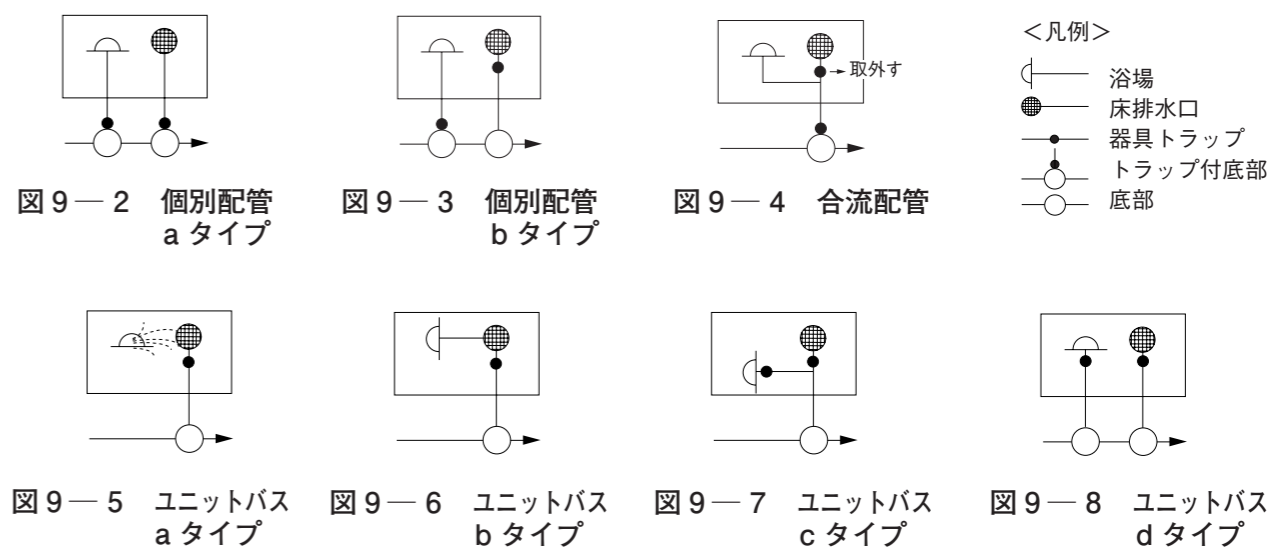 取外す
<凡例>
浴場
床排水口
器具トラップ
トラップ付底部
底部
図9―2 個別配管
aタイプ
図9―3 個別配管
bタイプ
図9―4 合流配管
図9―5 ユニットバス
aタイプ
図9―6 ユニットバス
bタイプ
図9―7 ユニットバス
cタイプ
図9―8 ユニットバス
dタイプ